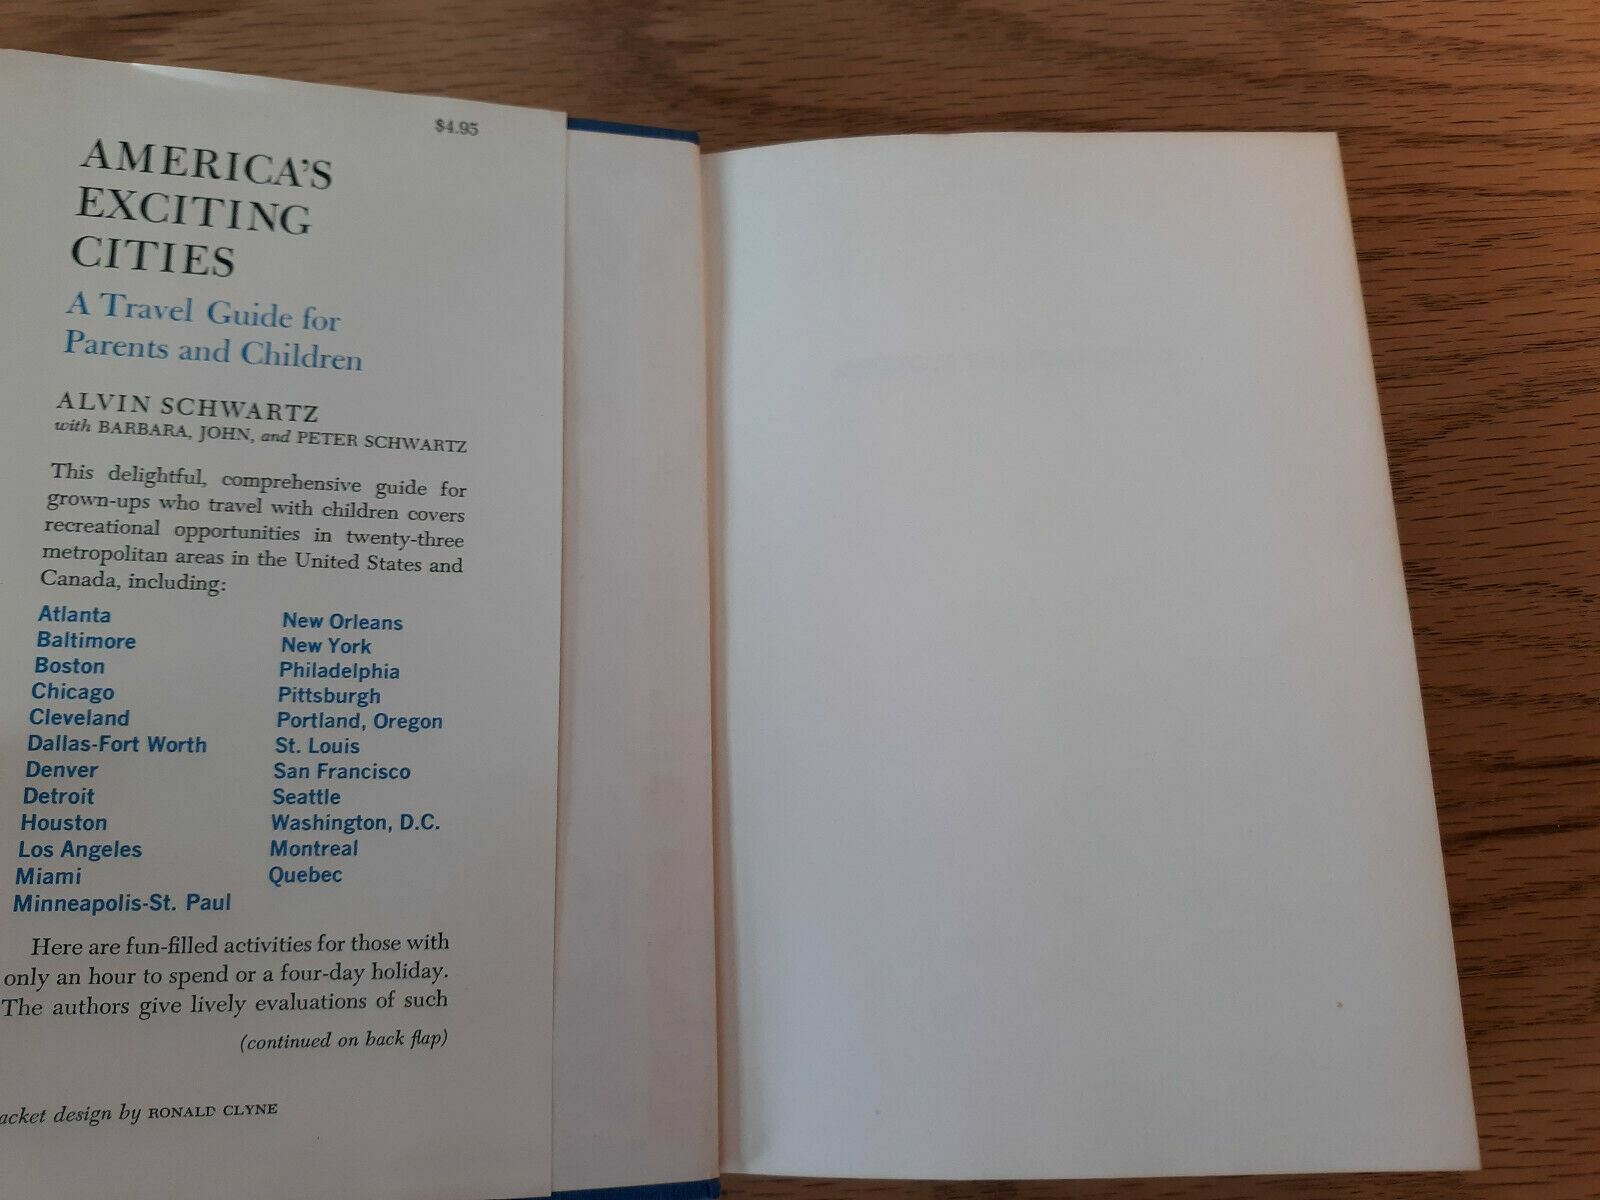 $4.95
AMERICA'S
EXCITING
CITIES
A Travel Guide for
Parents and Children
ALVIN SCHWARTZ
with BARBARA, JOHN, and PETER SCHWARTZ
This delightful, comprehensive guide for
grown-ups who travel with children covers
recreational opportunities in twenty-three
metropolitan areas in the United States and
Canada, including:
Atlanta
Baltimore
Boston
Chicago
Cleveland
Dallas-Fort Worth
Denver
Detroit
Houston
Los Angeles
Miami
Minneapolis-St. Paul
New Orleans
New York
Philadelphia
Pittsburgh
Portland, Oregon
St. Louis
San Francisco
Seattle
Washington, D.C.
Montreal
Quebec
Here are fun-filled activities for those with
only an hour to spend or a four-day holiday.
The authors give lively evaluations of such
(continued on back flap)
acket design by RONALD CLYNE